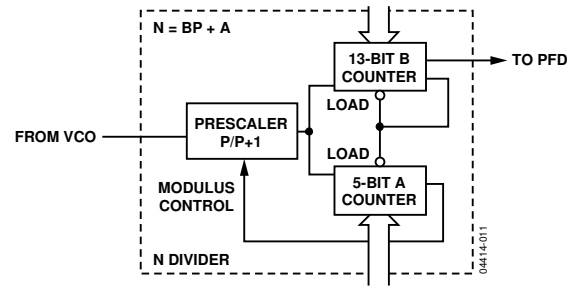 N = BP + A
13-BIT B
COUNTER
TO PFD
LOAD
PRESCALER
P/P+1
FROM VCO
LOAD
MODULUS
CONTROL
5-BIT A
COUNTER
N DIVIDER
04414-011